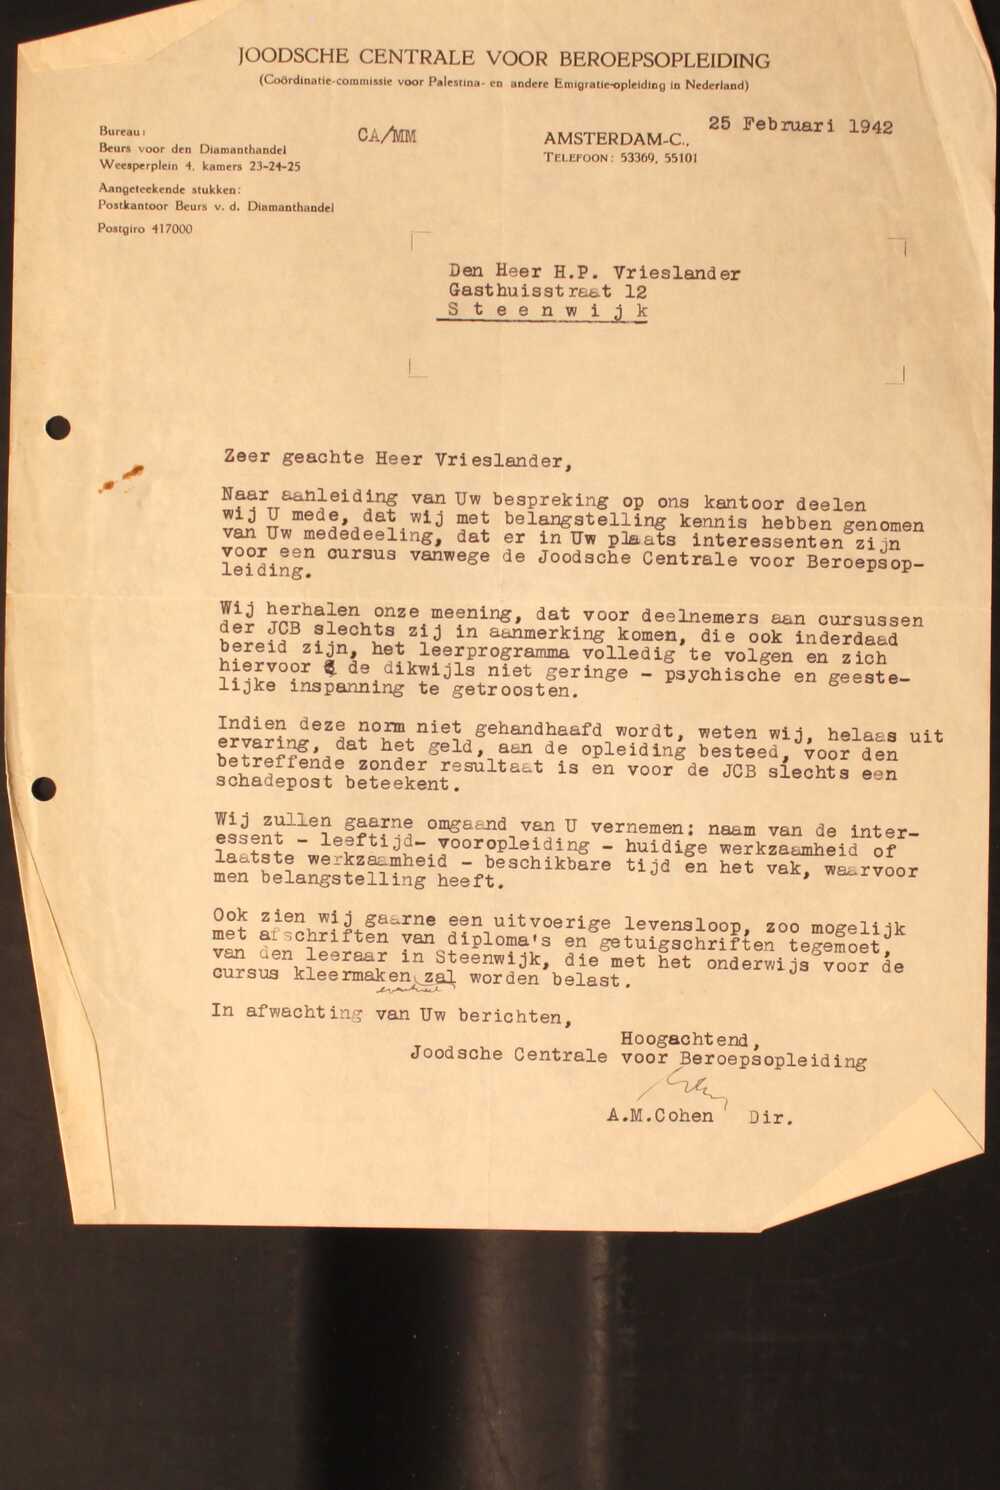 JOODSCHE CENTRALE VOOR BEROEPSOPLEIDING
(Coördinatie-commissie voor Palestina- en andere Emigratie-opleiding in Nederland)
25 Februari 1942
Bureau:
Beurs voor den Diamanthandel
Weesperplein 4, kamers 23-24-25
Aangeteekende stukken:
Postkantoor Beurs v. d. Diamanthandel
Postgiro 417000
CA/MM
AMSTERDAM-C.,
TELEFOON: 53369, 55101
Den Heer H.P. Vrieslander
Gasthuisstraat 12
S t e e n w i j k
Zeer geachte Heer Vrieslander,
Naar aanleiding van Uw bespreking op ons kantoor deelen
wij U mede, dat wij met belangstelling kennis hebben genomen
van Uw mededeeling, dat er in Uw plaats interessenten zijn
voor een cursus vanwege de Joodsche Centrale voor Beroepsop-
leiding.
Wij herhalen onze meening, dat voor deelnemers aan cursussen
der JCB slechts zij in aanmerking komen, die ook inderdaad
bereid zijn, het leerprogramma volledig te volgen en zich
hiervoor de dikwijls niet geringe - psychische en geeste-
lijke inspanning te getroosten.
Indien deze norm niet gehandhaafd wordt, weten wij, helaas uit
ervaring, dat het geld, aan de opleiding besteed, voor den
betreffende zonder resultaat is en voor de JCB slechts een
schadepost beteekent.
Wij zullen gaarne omgaand van U vernemen: naam van de inter-
essent - leeftijd- vooropleiding - huidige werkzaamheid of
laatste werkzaamheid - beschikbare tijd en het vak, waarvoor
men belangstelling heeft.
Ook zien wij gaarne een uitvoerige levensloop, zoo mogelijk
met afschriften van diploma's en getuigschriften tegemoet,
van den leeraar in Steenwijk, die met het onderwijs voor de
cursus kleermaken zal worden belast.
eventueel
In afwachting van Uw berichten,
Hoogachtend,
Joodsche Centrale voor Beroepsopleiding
A.M.Cohen Dir.